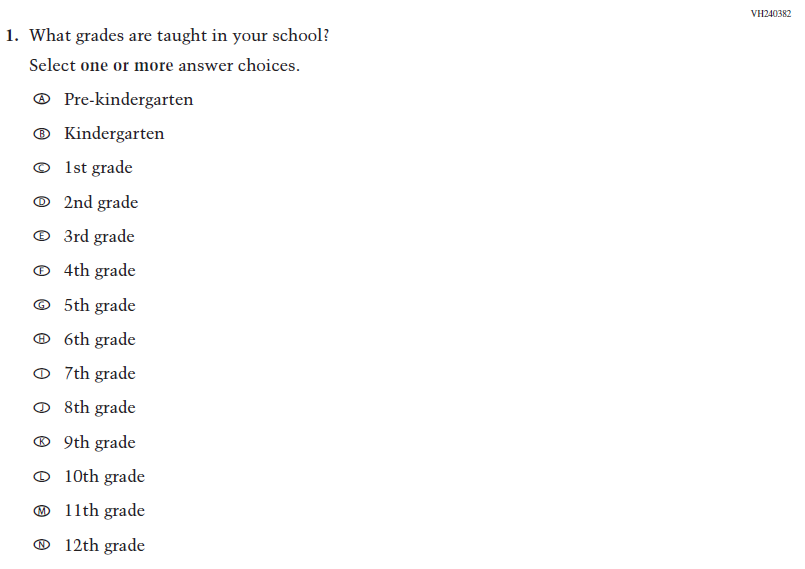 VH240382
1. What grades are taught in your school?
Select one or more answer choices.
A Pre-kindergarten
B Kindergarten
C 1st grade
D 2nd grade
E 3rd grade
F 4th grade
G 5th grade
H 6th grade
I 7th grade
J 8th grade
K 9th grade
L 10th grade
M 11th grade
N 12th grade